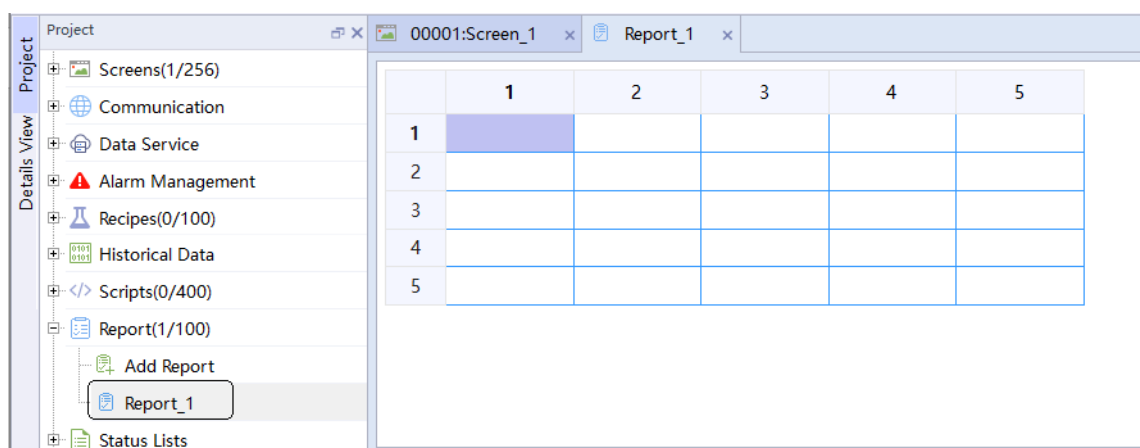 Project
Details View
Project
Screens(1/256)
Communication
Data Service
Alarm Management
Recipes(0/100)
0101
0101
Historical Data
Scripts(0/400)
Report(1/100)
Add Report
Report_1
Status Lists
00001:Screen_1
Report_1
1 2 3 4 5
1
2
3
4
5